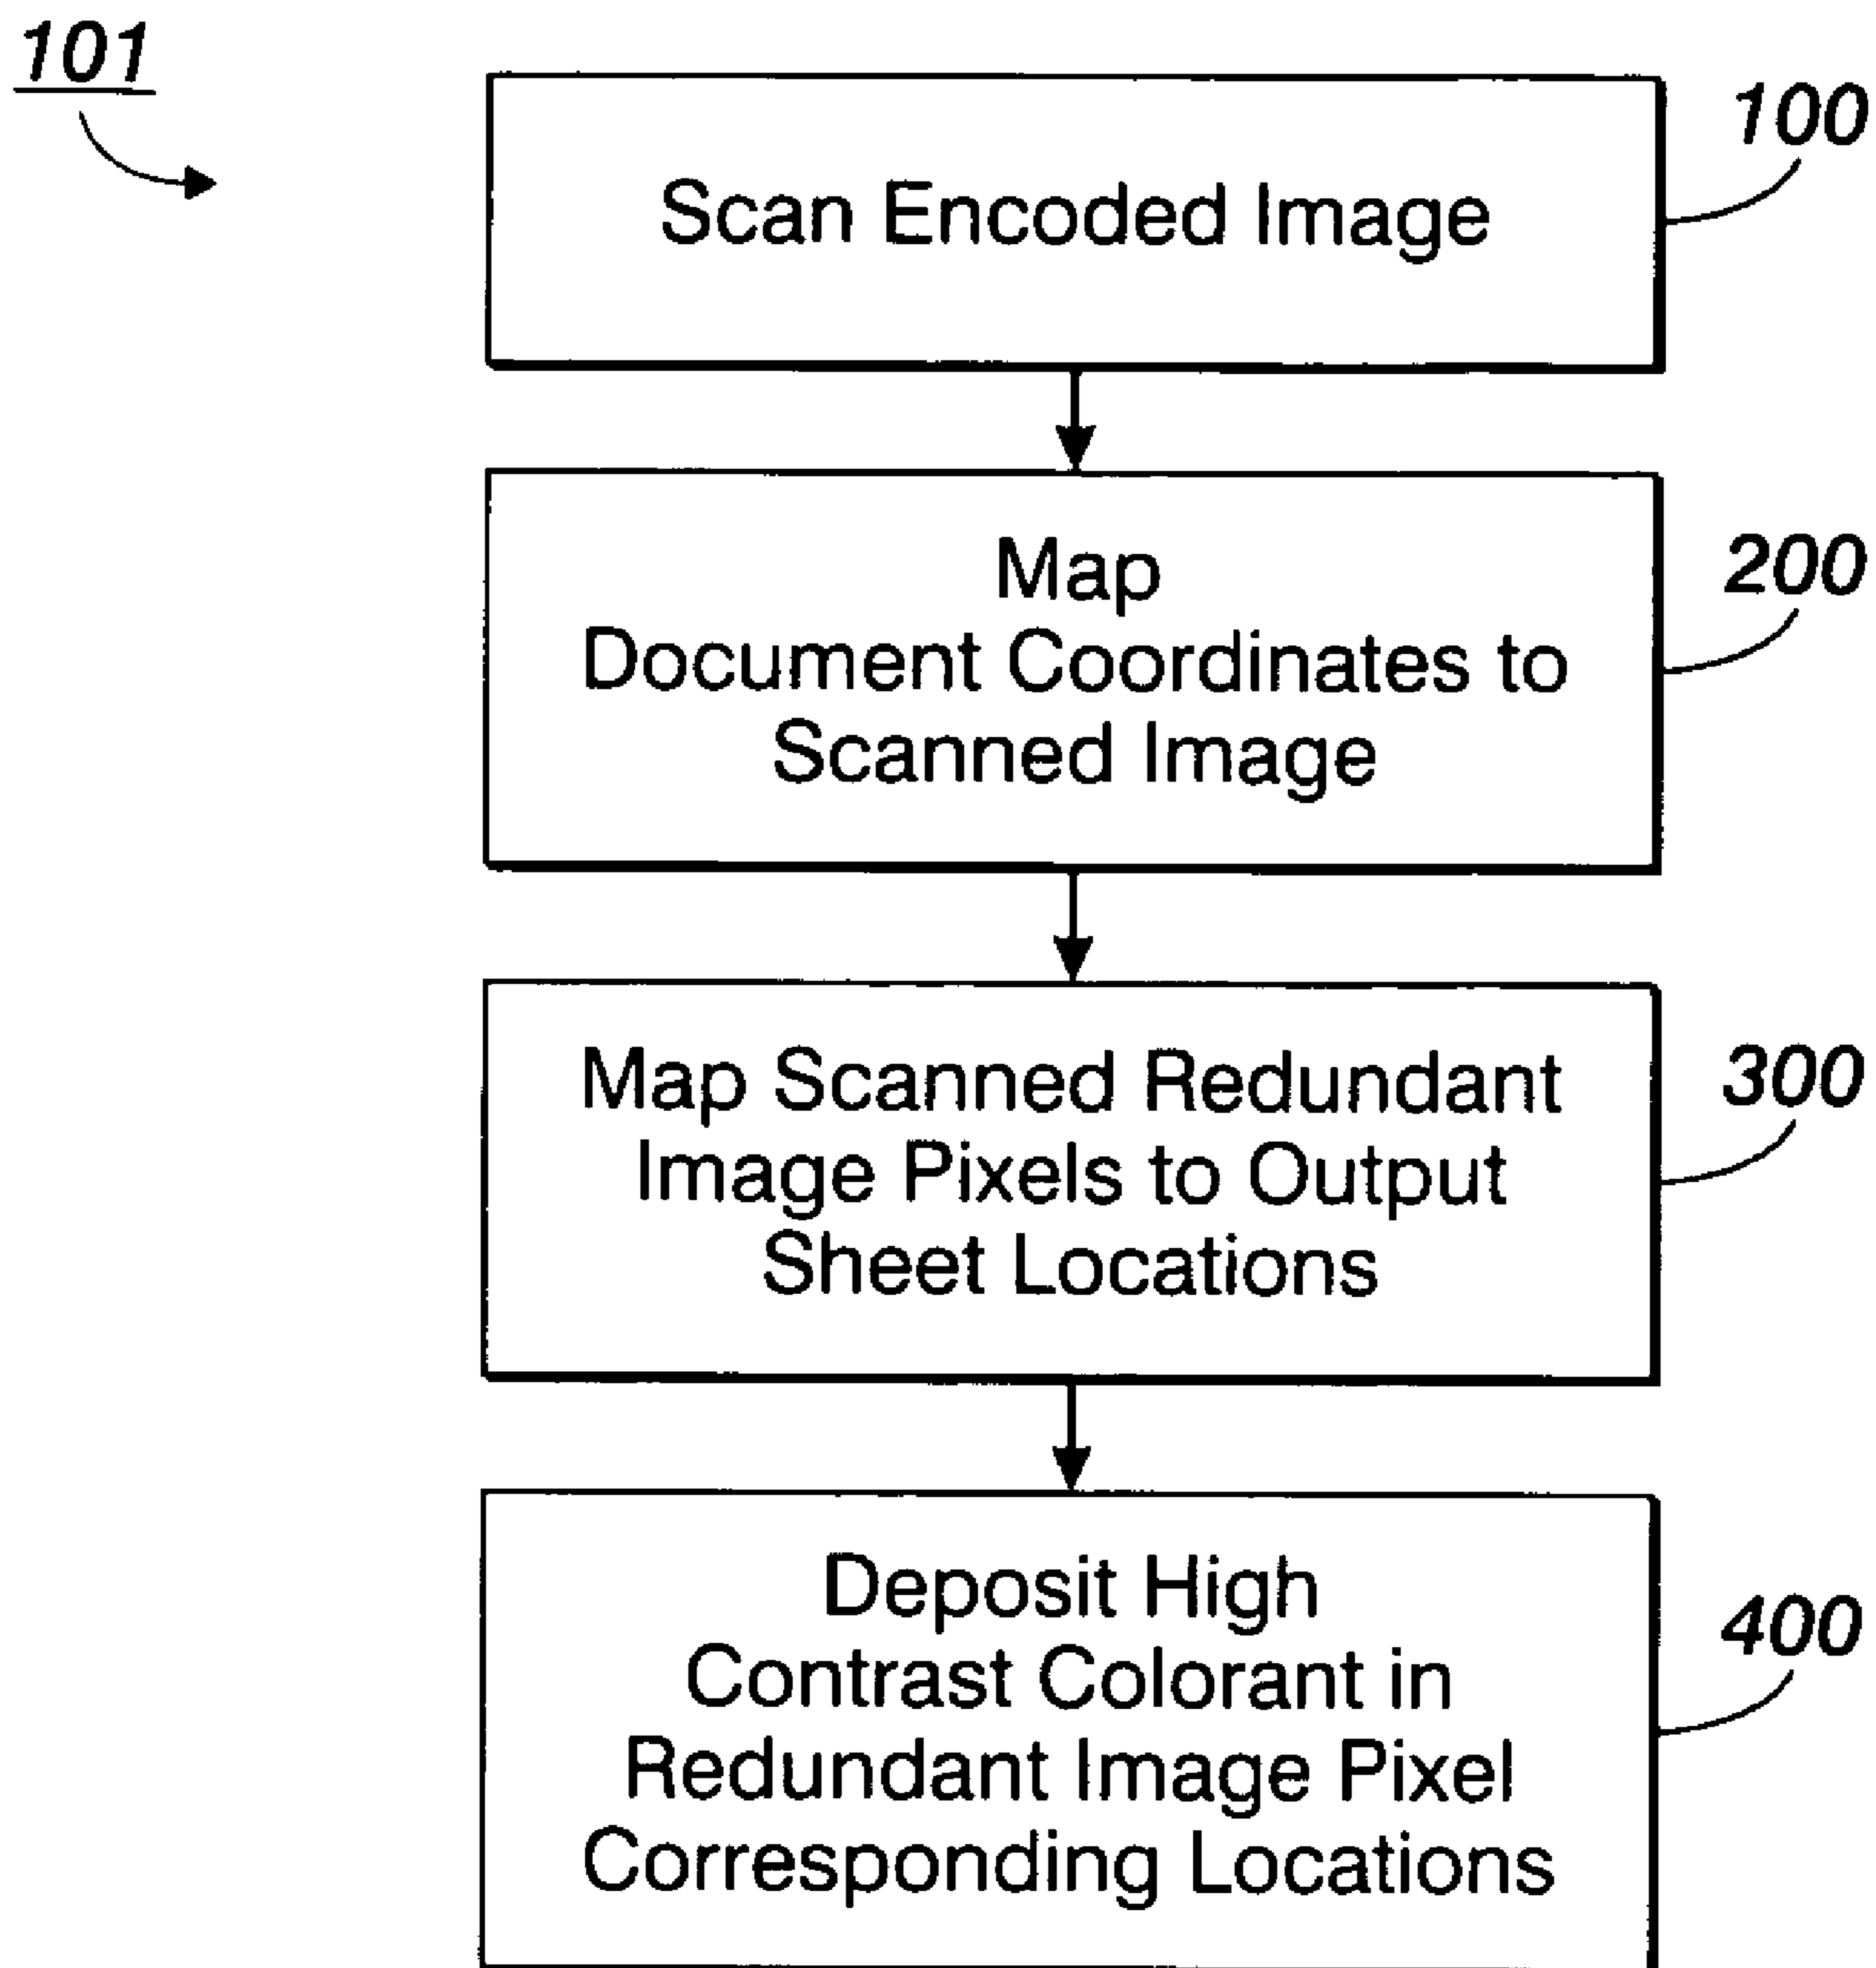 101
100
Scan Encoded Image
200
Map
Document Coordinates to
Scanned Image
300
Map Scanned Redundant
Image Pixels to Output
Sheet Locations
400
Deposit High
Contrast Colorant in
Redundant Image Pixel
Corresponding Locations